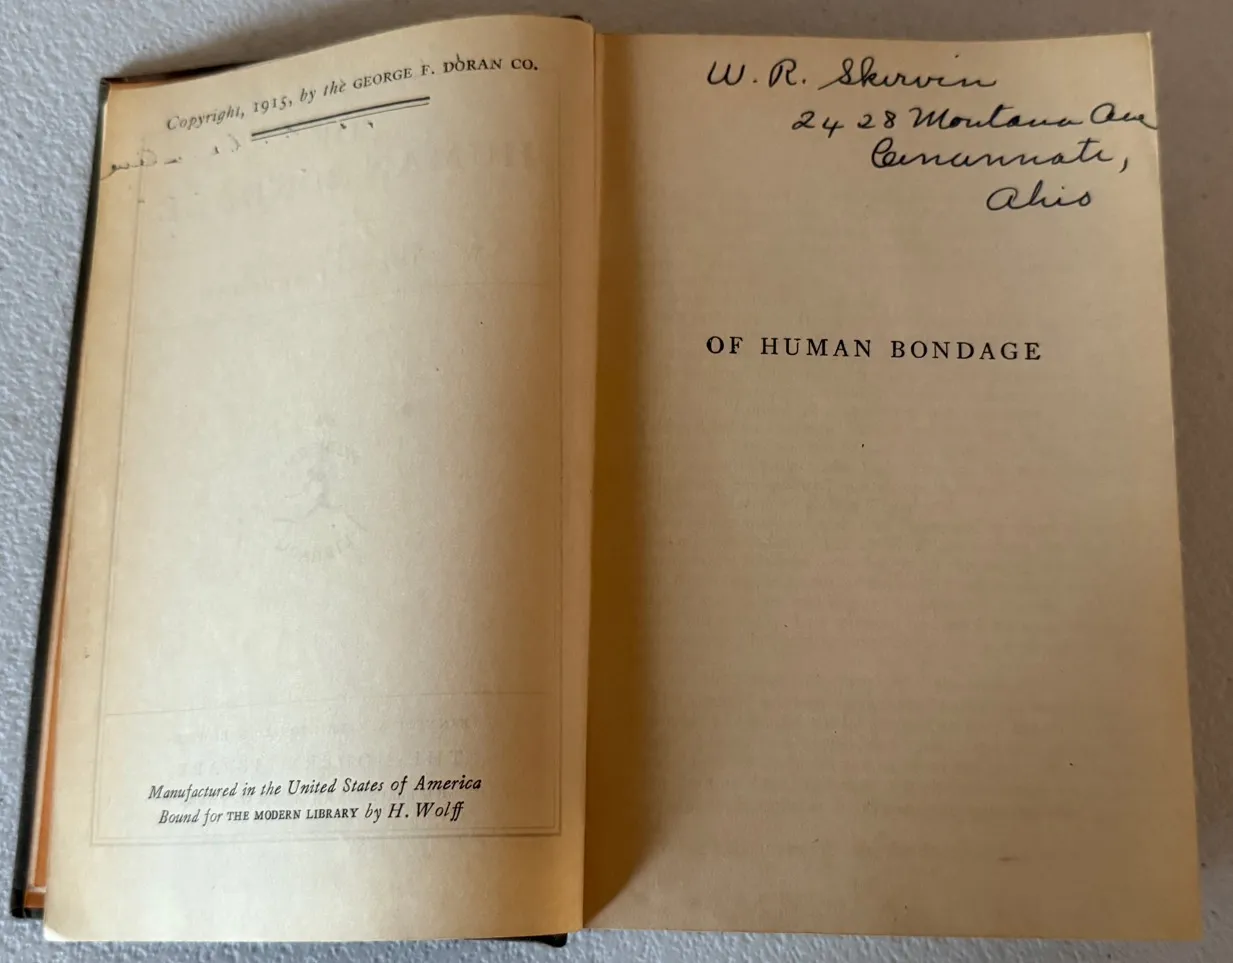 Copyright, 1915, by the GEORGE F. DORAN CO.
Manufactured in the United States of America
Bound for THE MODERN LIBRARY by H. Wolff
W. R. Skirvin
2428 Montana Ave
Cincinnati,
Ohio
OF HUMAN BONDAGE